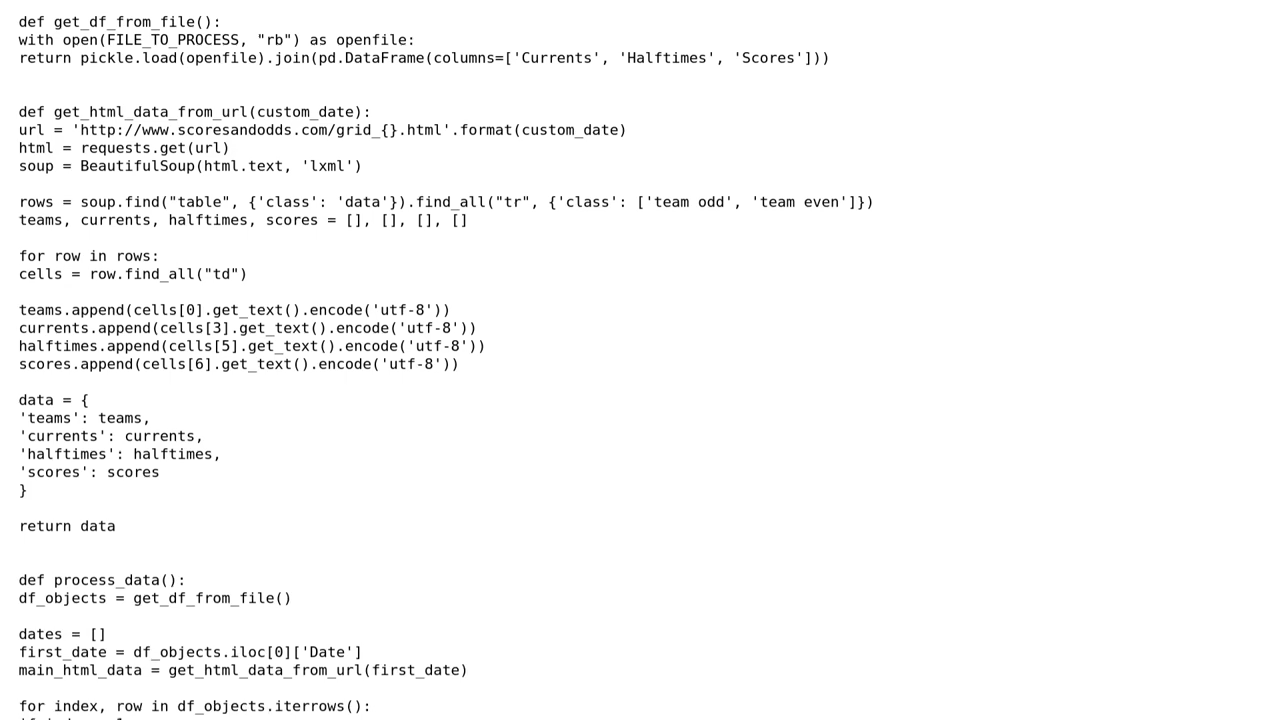 def get_df_from_file():
with open(FILE_TO_PROCESS, "rb") as openfile:
return pickle.load(openfile).join(pd.DataFrame(columns=['Currents', 'Halftimes', 'Scores']))
def get_html_data_from_url(custom_date):
url = 'http://www.scoresandodds.com/grid_{}.html'.format(custom_date)
html = requests.get(url)
soup = BeautifulSoup(html.text, 'lxml')
rows = soup.find("table", {'class': 'data'}).find_all("tr", {'class': ['team odd', 'team even']})
teams, currents, halftimes, scores = [], [], [], []
for row in rows:
cells = row.find_all("td")
teams.append(cells[0].get_text().encode('utf-8'))
currents.append(cells[3].get_text().encode('utf-8'))
halftimes.append(cells[5].get_text().encode('utf-8'))
scores.append(cells[6].get_text().encode('utf-8'))
data = {
'teams': teams,
'currents': currents,
'halftimes': halftimes,
'scores': scores
}
return data
def process_data():
df_objects = get_df_from_file()
dates = []
first_date = df_objects.iloc[0]['Date']
main_html_data = get_html_data_from_url(first_date)
for index, row in df_objects.iterrows():